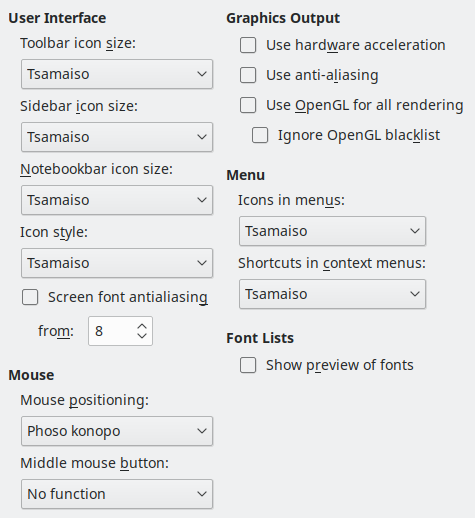 User Interface
Toolbar icon size:
Tsamaiso
Sidebar icon size:
Tsamaiso
Notebookbar icon size:
Tsamaiso
Icon style:
Tsamaiso
Screen font antialiasing
from: 8
Mouse
Mouse positioning:
Phoso konopo
Middle mouse button:
No function
Graphics Output
Use hardware acceleration
Use anti-aliasing
Use OpenGL for all rendering
Ignore OpenGL blacklist
Menu
Icons in menus:
Tsamaiso
Shortcuts in context menus:
Tsamaiso
Font Lists
Show preview of fonts